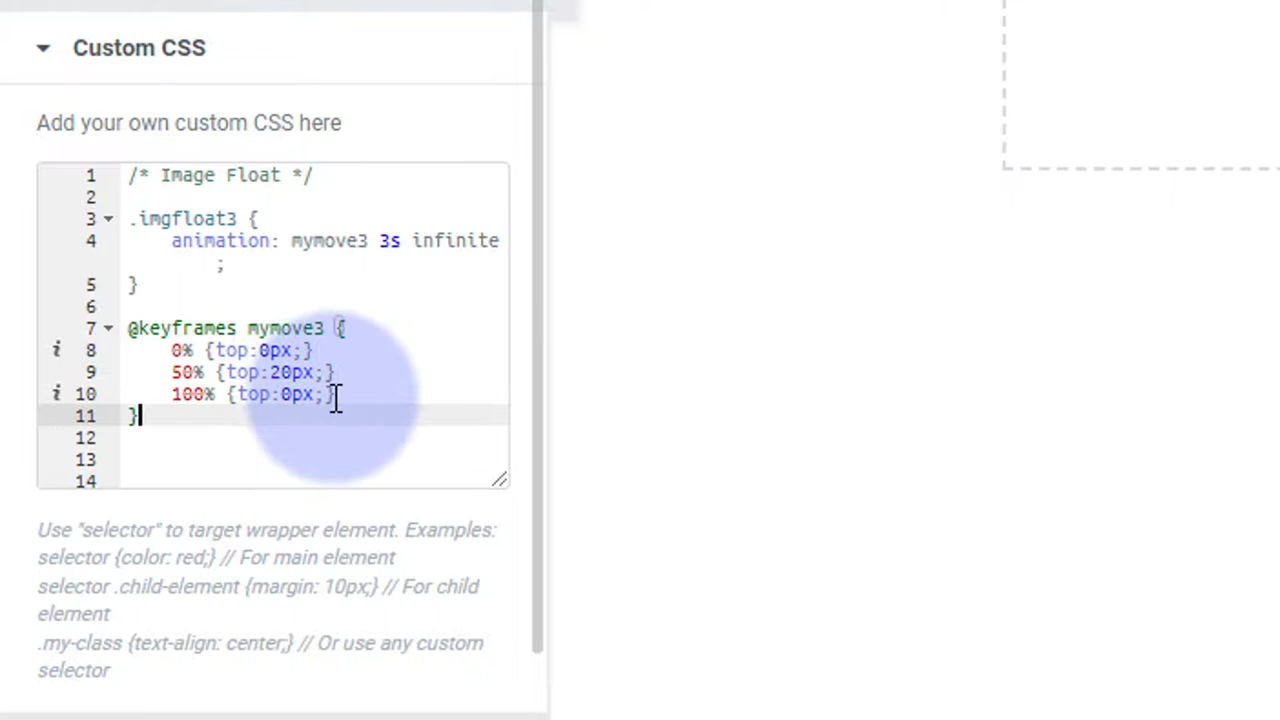 Custom CSS
Add your own custom CSS here
1 /* Image Float */
2
3 .imgfloat3 {
4 animation: mymove3 3s infinite
;
5 }
6
7 @keyframes mymove3 {
i 8 0% {top:0px;}
9 50% {top:20px;}
i 10 100% {top:0px;}
11 }
12
13
14
Use "selector" to target wrapper element. Examples:
selector {color: red;} // For main element
selector .child-element {margin: 10px;} // For child
element
.my-class {text-align: center;} // Or use any custom
selector